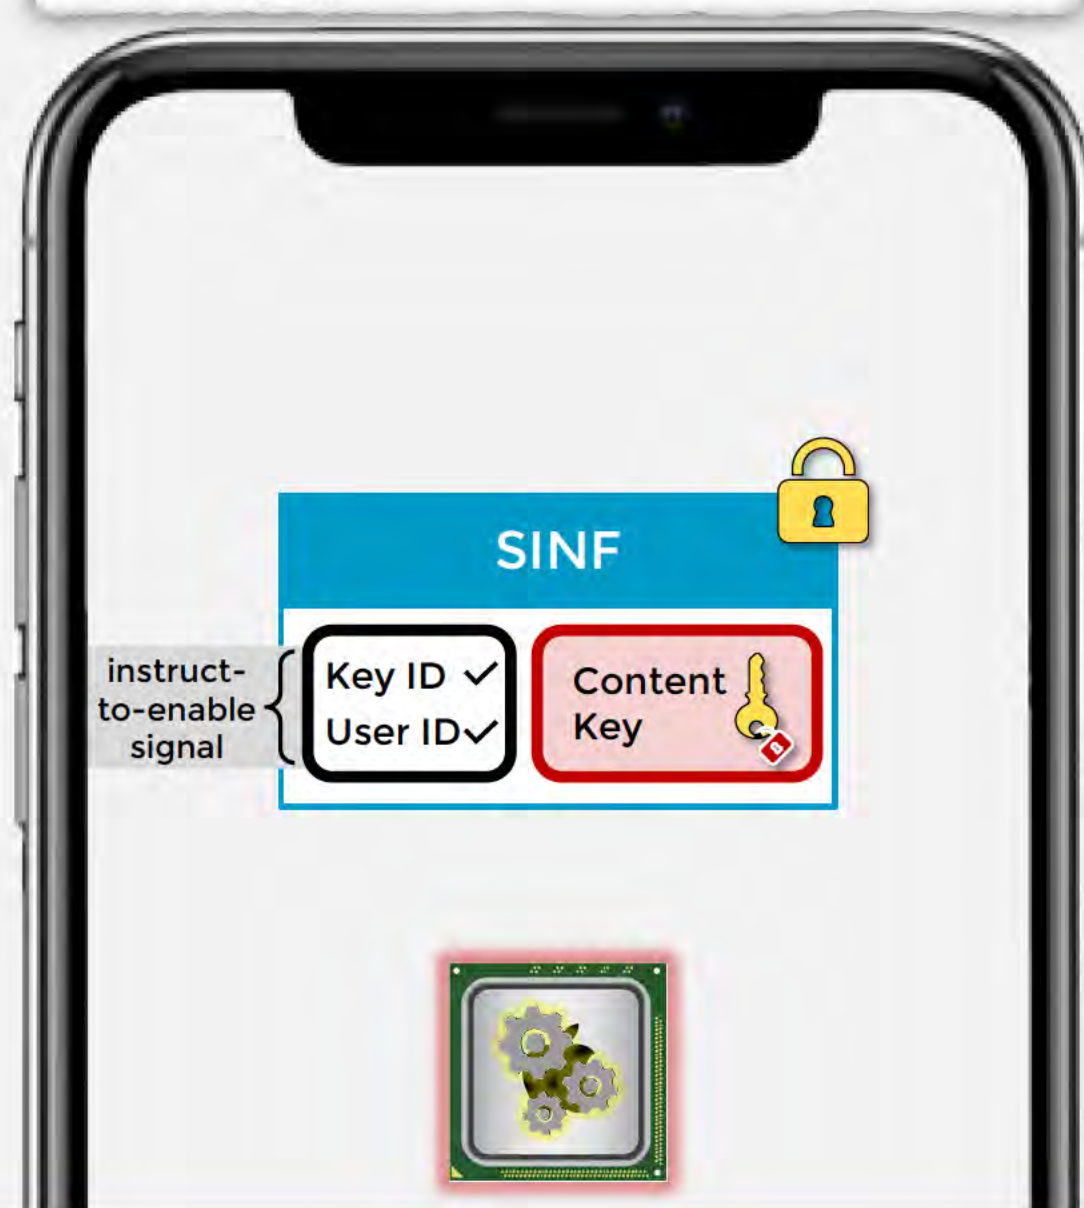 SINF
instruct-
to-enable
signal
Key ID ✓
User ID ✓
Content
Key